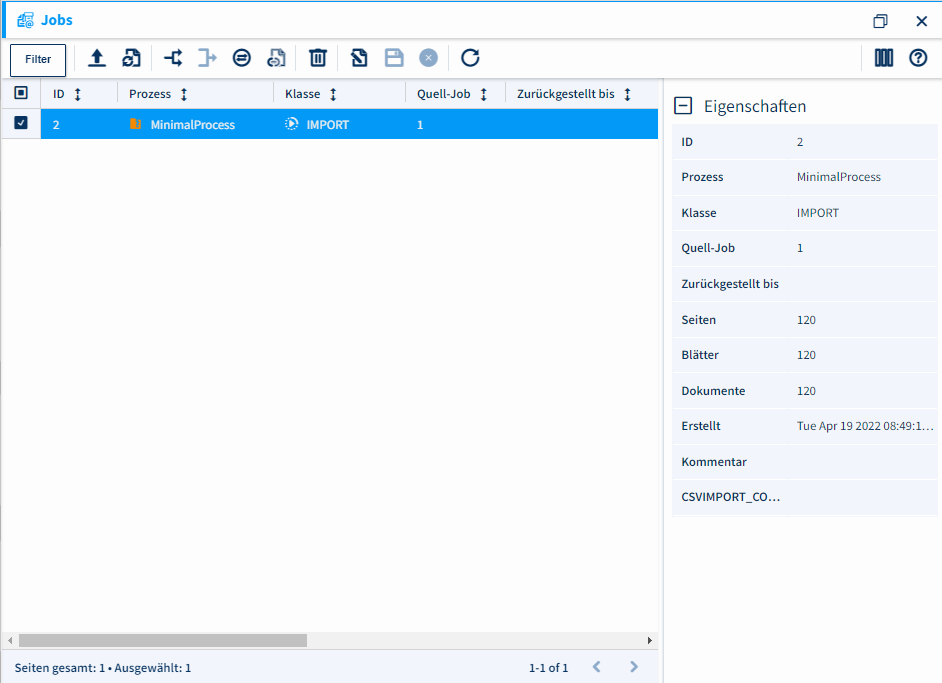 Jobs
Filter
ID Prozess Klasse Quell-Job Zurückgestellt bis
2 MinimalProcess IMPORT 1
Eigenschaften
ID 2
Prozess MinimalProcess
Klasse IMPORT
Quell-Job 1
Zurückgestellt bis
Seiten 120
Blätter 120
Dokumente 120
Erstellt Tue Apr 19 2022 08:49:1...
Kommentar
CSVIMPORT_CO...
Seiten gesamt: 1 • Ausgewählt: 1 1-1 of 1